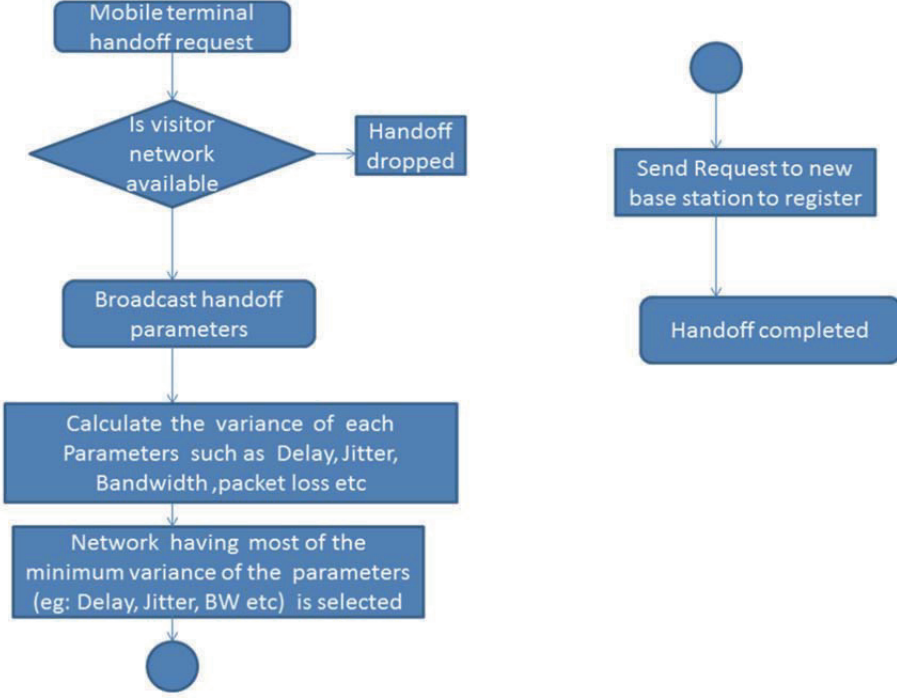 Mobile terminal
handoff request
Is visitor
network
available
Handoff
dropped
Broadcast handoff
parameters
Calculate the variance of each
Parameters such as Delay, Jitter,
Bandwidth ,packet loss etc
Network having most of the
minimum variance of the parameters
(eg: Delay, Jitter, BW etc) is selected
Send Request to new
base station to register
Handoff completed